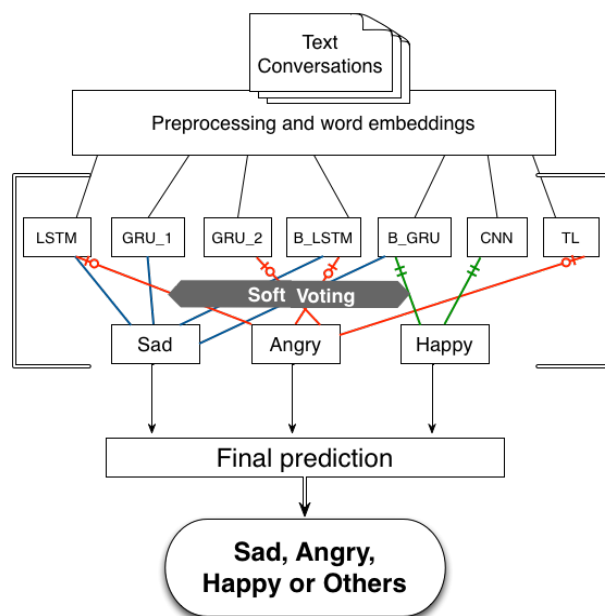 Text
Conversations
Preprocessing and word embeddings
LSTM GRU_1 GRU_2 B_LSTM B_GRU CNN TL
Soft Voting
Sad Angry Happy
Final prediction
Sad, Angry,
Happy or Others